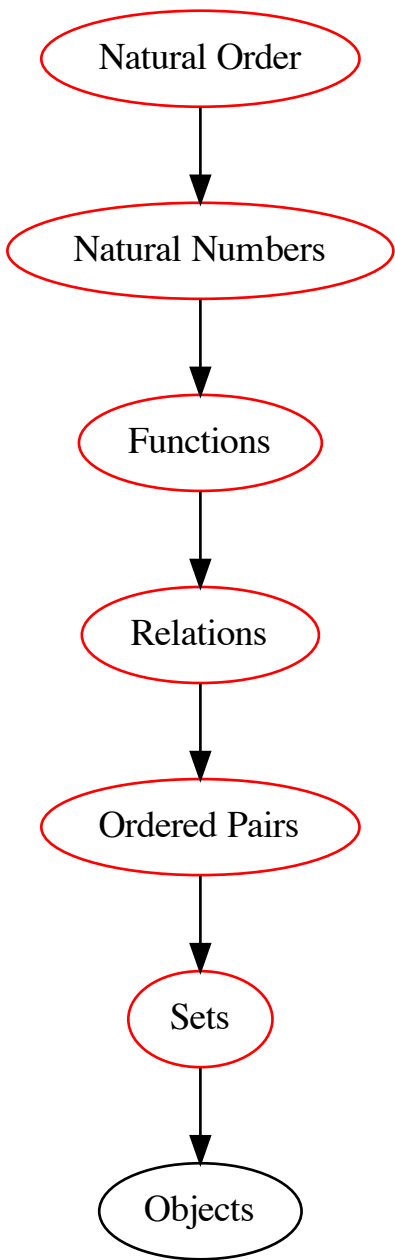 Natural Order
Natural Numbers
Functions
Relations
Ordered Pairs
Sets
Objects